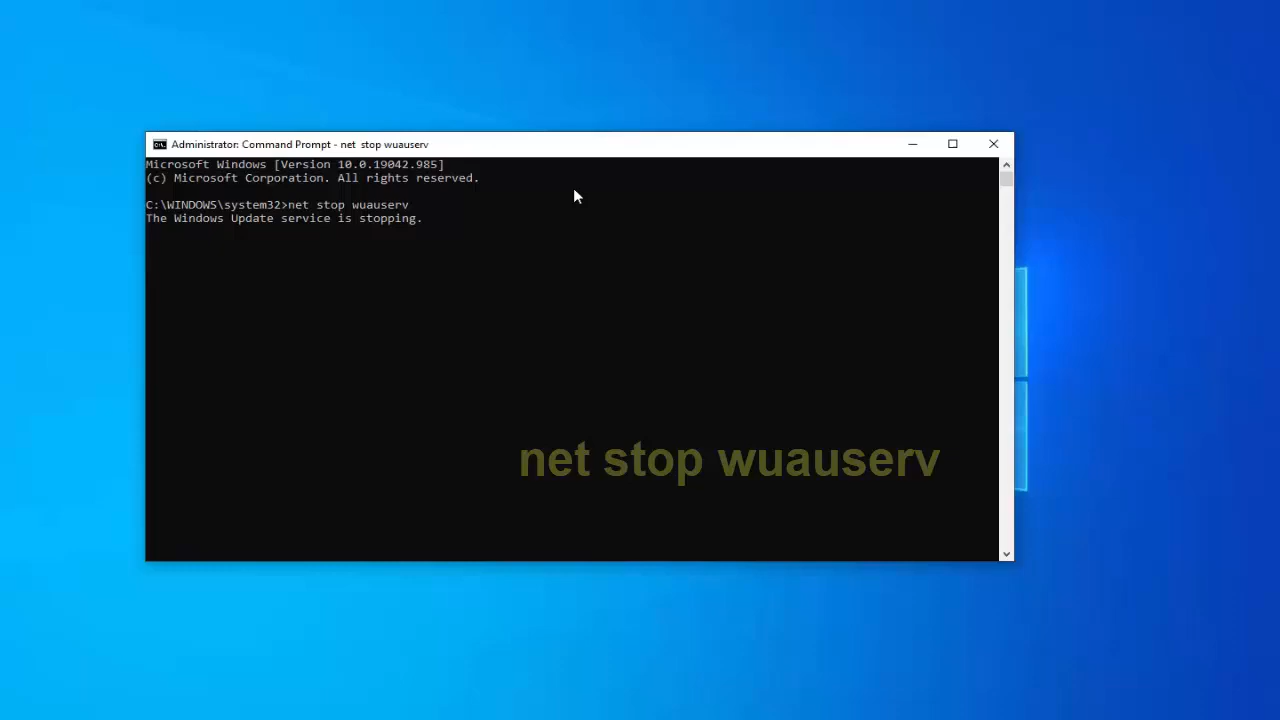 Administrator: Command Prompt - net  stop wuauserv
Microsoft Windows [Version 10.0.19042.985]
(c) Microsoft Corporation. All rights reserved.
C:\WINDOWS\system32>net stop wuauserv
The Windows Update service is stopping.
net stop wuauserv